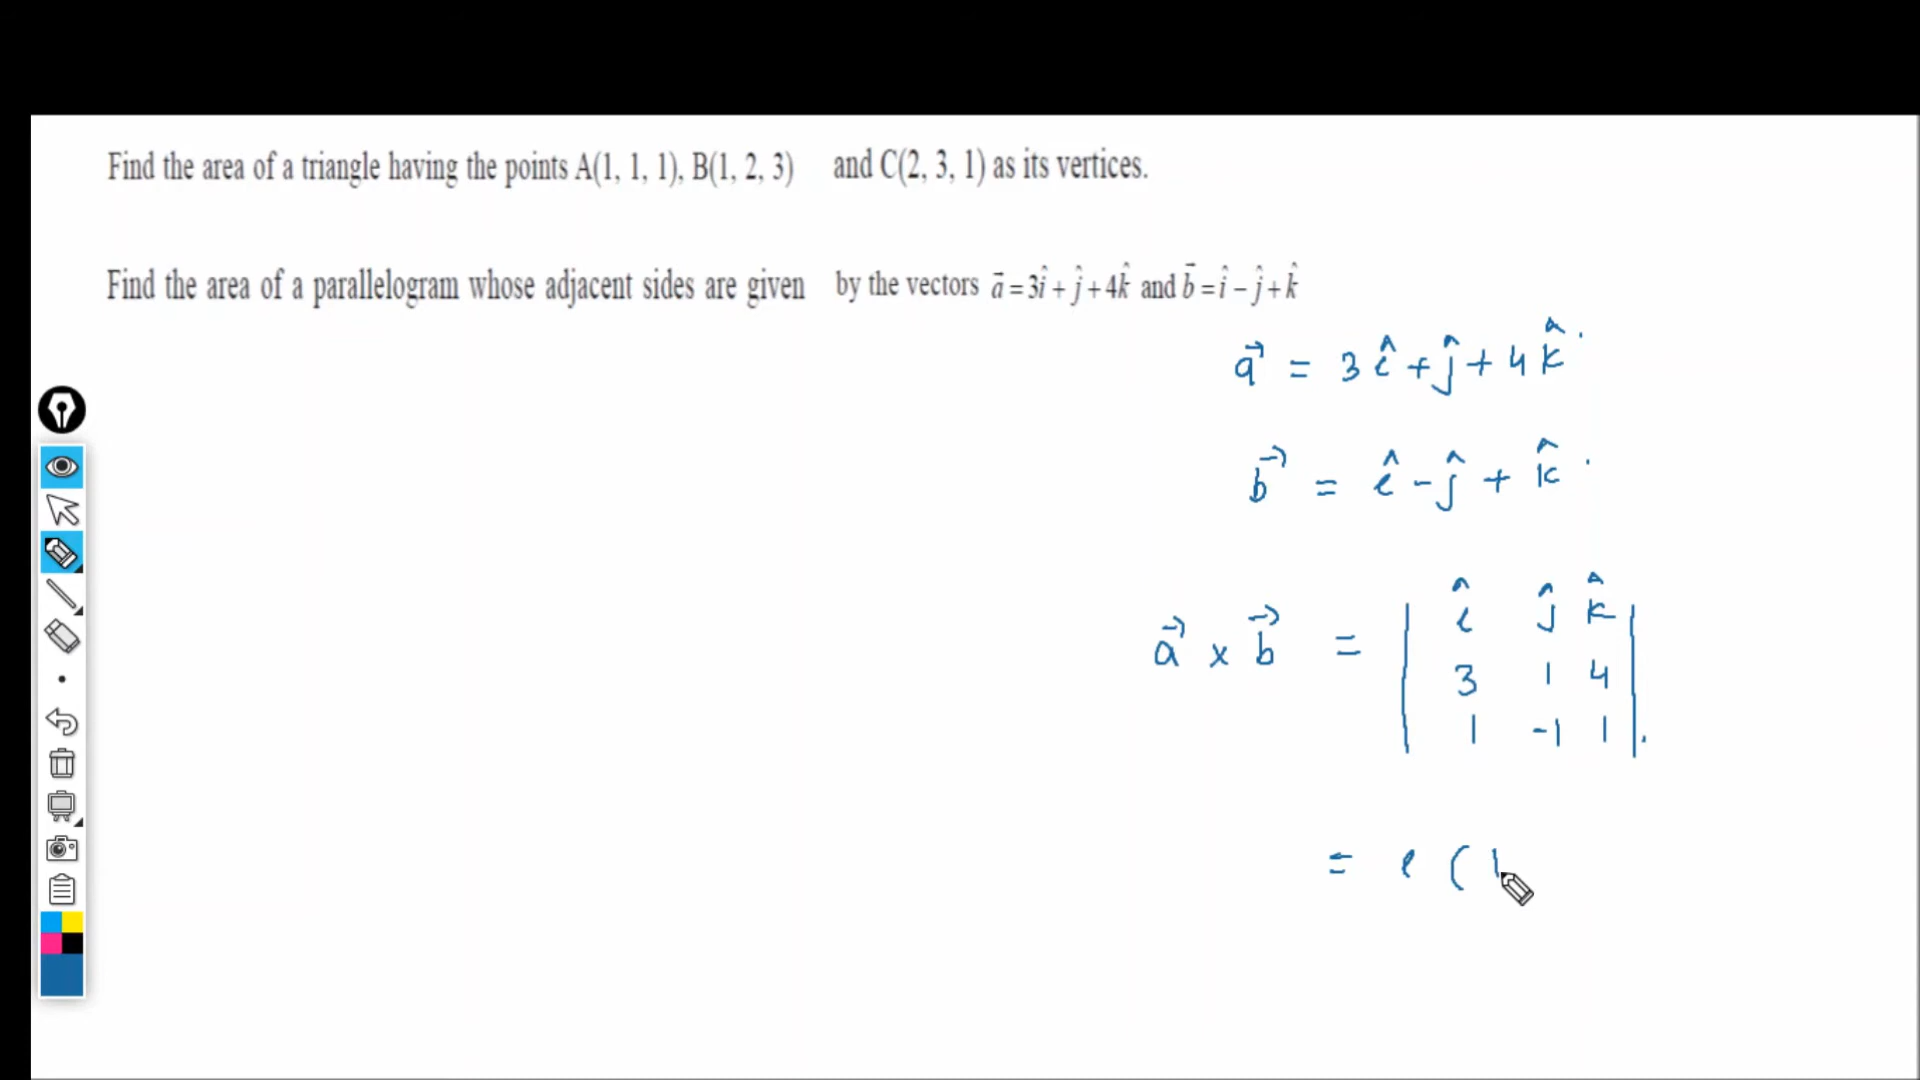 Find the area of a triangle having the points A(1, 1, 1), B(1, 2, 3) and C(2, 3, 1) as its vertices.
Find the area of a parallelogram whose adjacent sides are given by the vectors a⃗ = 3î + ĵ + 4k̂ and b⃗ = î − ĵ + k̂
a⃗ = 3î + ĵ + 4k̂.
b⃗ = î − ĵ + k̂.
a⃗ × b⃗ = | î ĵ k̂ |
| 3 1 4 |
| 1 -1 1 |.
= i ( 1